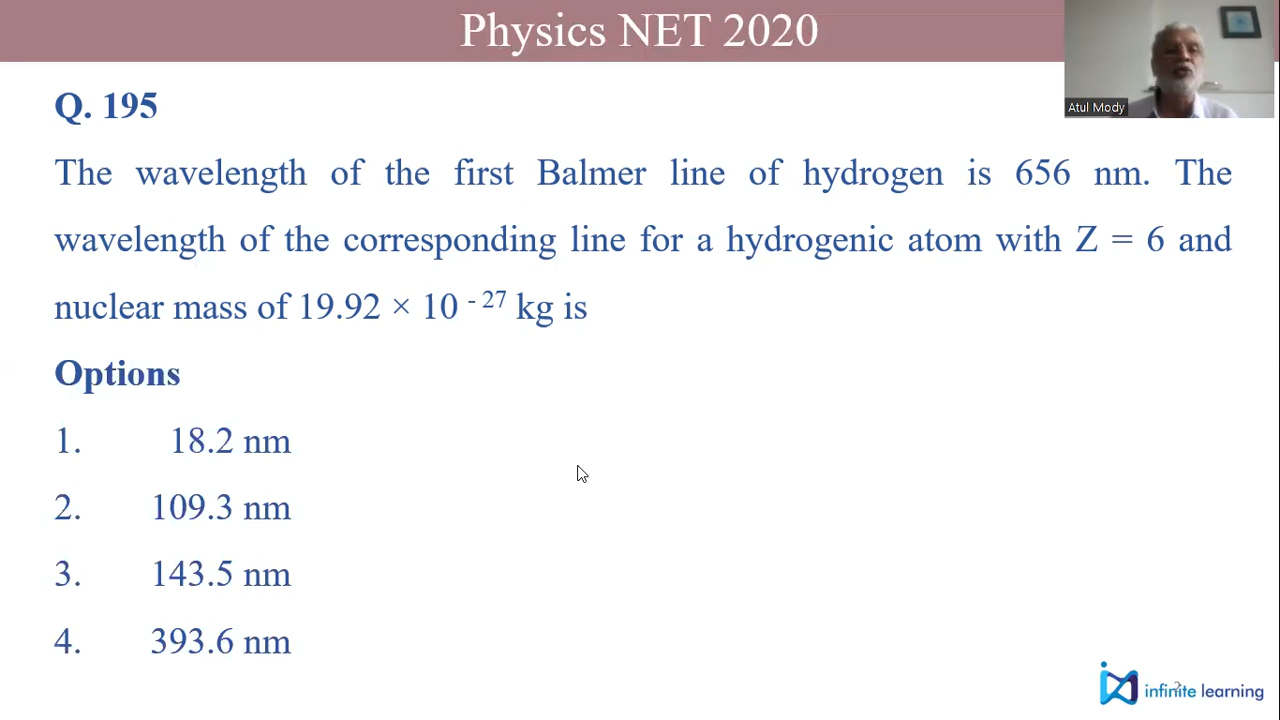 Physics NET 2020
Atul Mody
Q. 195
The wavelength of the first Balmer line of hydrogen is 656 nm. The
wavelength of the corresponding line for a hydrogenic atom with Z = 6 and
nuclear mass of 19.92 × 10 - 27 kg is
Options
1. 18.2 nm
2. 109.3 nm
3. 143.5 nm
4. 393.6 nm
infinite learning